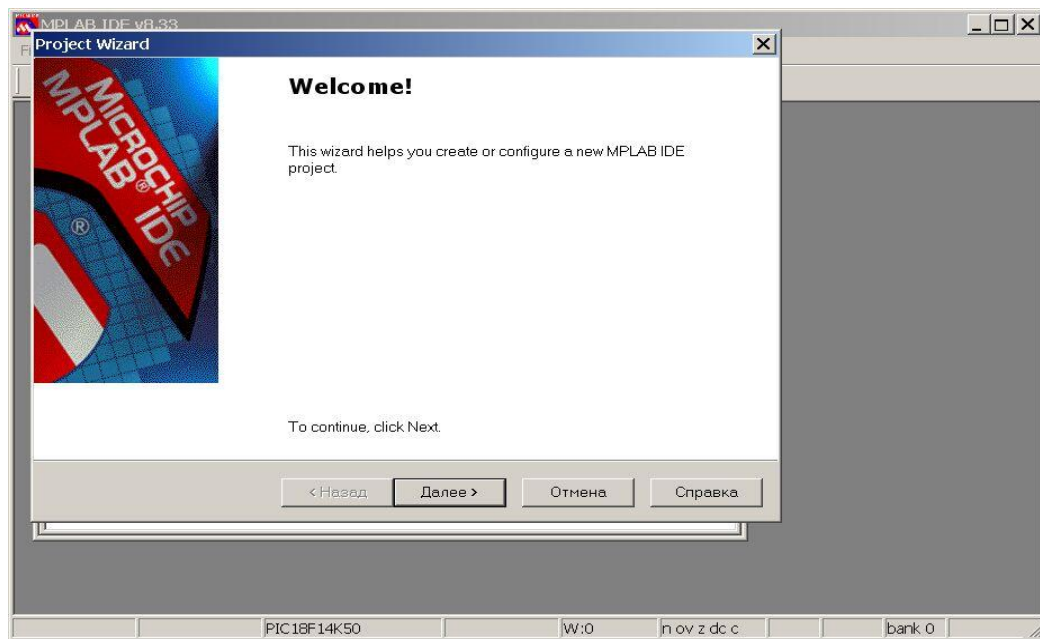 MPLAB IDE v8.33
Project Wizard
MICROCHIP
MPLAB® IDE
®
Welcome!
This wizard helps you create or configure a new MPLAB IDE
project.
To continue, click Next.
< Назад Далее > Отмена Справка
PIC18F14K50 W:0 n ov z dc c bank 0